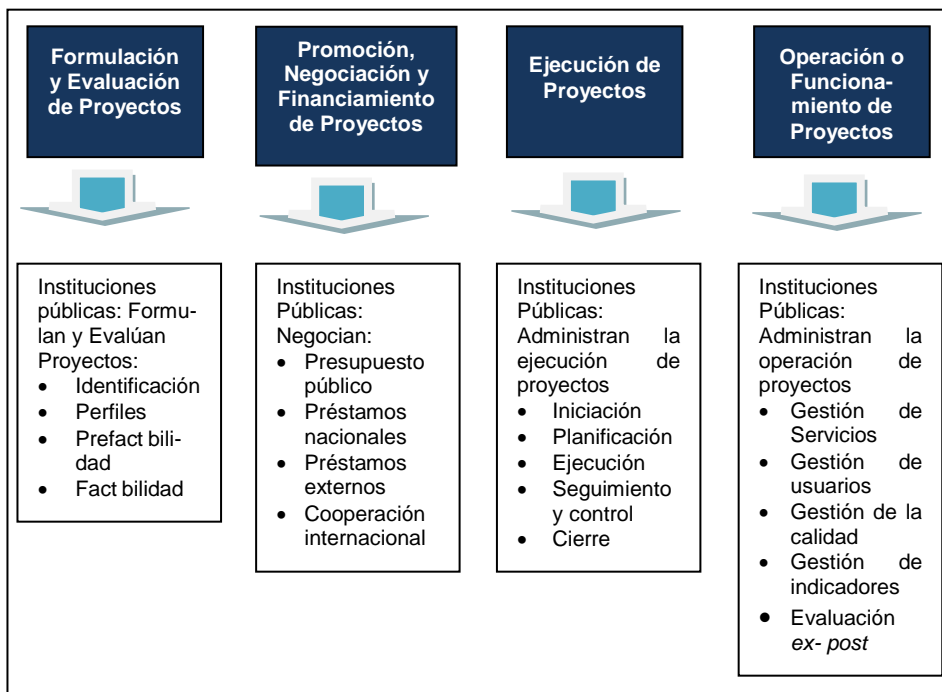 Formulación
y Evaluación
de Proyectos
Promoción,
Negociación y
Financiamiento
de Proyectos
Ejecución de
Proyectos
Operación o
Funciona-
miento de
Proyectos
Instituciones
públicas: Formu-
lan y Evalúan
Proyectos:
• Identificación
• Perfiles
• Prefact bili-
dad
• Fact bilidad
Instituciones
Públicas:
Negocian:
• Presupuesto
público
• Préstamos
nacionales
• Préstamos
externos
• Cooperación
internacional
Instituciones
Públicas:
Administran la
ejecución de
proyectos
• Iniciación
• Planificación
• Ejecución
• Seguimiento
y control
• Cierre
Instituciones
Públicas:
Administran la
operación de
proyectos
• Gestión de
Servicios
• Gestión de
usuarios
• Gestión de la
calidad
• Gestión de
indicadores
• Evaluación
ex- post